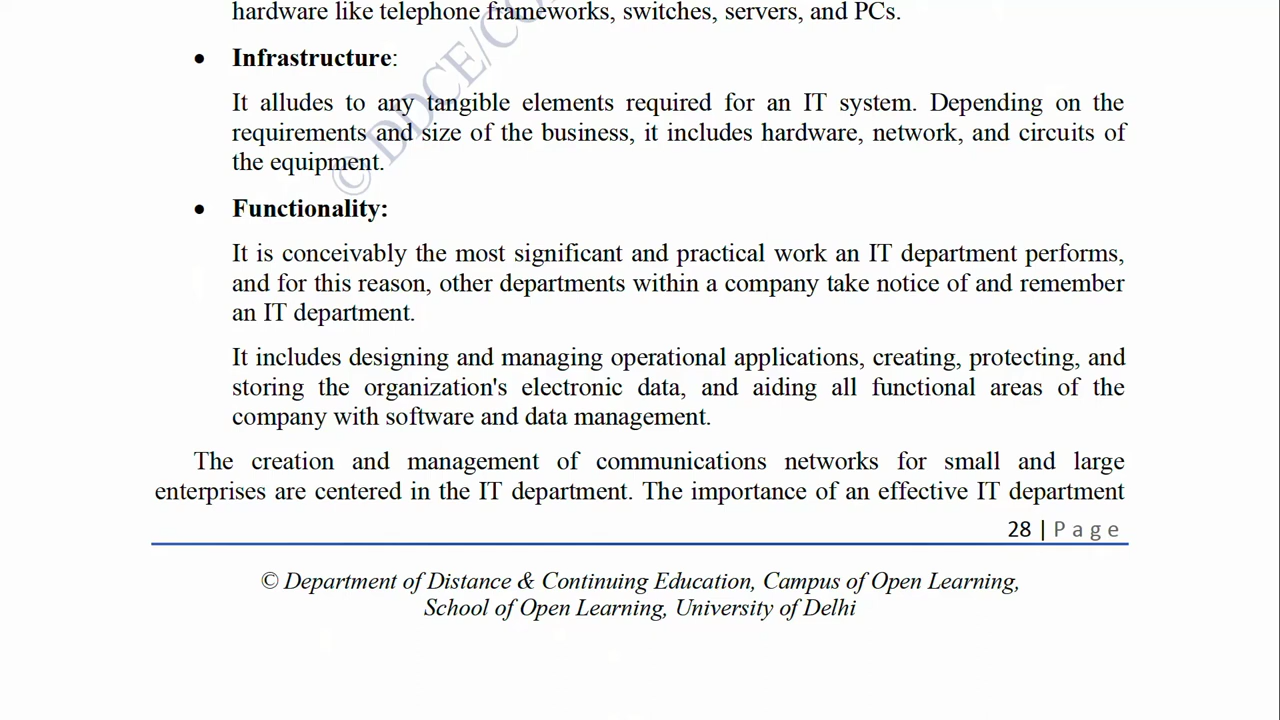 hardware like telephone frameworks, switches, servers, and PCs.
• Infrastructure:
It alludes to any tangible elements required for an IT system. Depending on the
requirements and size of the business, it includes hardware, network, and circuits of
the equipment.
• Functionality:
It is conceivably the most significant and practical work an IT department performs,
and for this reason, other departments within a company take notice of and remember
an IT department.
It includes designing and managing operational applications, creating, protecting, and
storing the organization's electronic data, and aiding all functional areas of the
company with software and data management.
The creation and management of communications networks for small and large
enterprises are centered in the IT department. The importance of an effective IT department
28 | Page
© Department of Distance & Continuing Education, Campus of Open Learning,
School of Open Learning, University of Delhi
© DDCE/CO